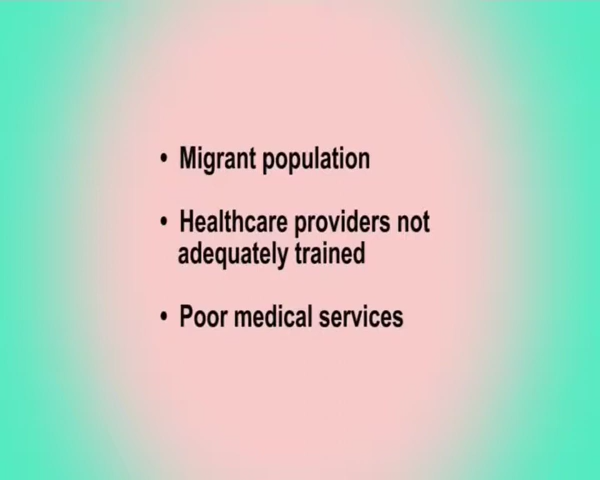 • Migrant population
• Healthcare providers not
adequately trained
• Poor medical services